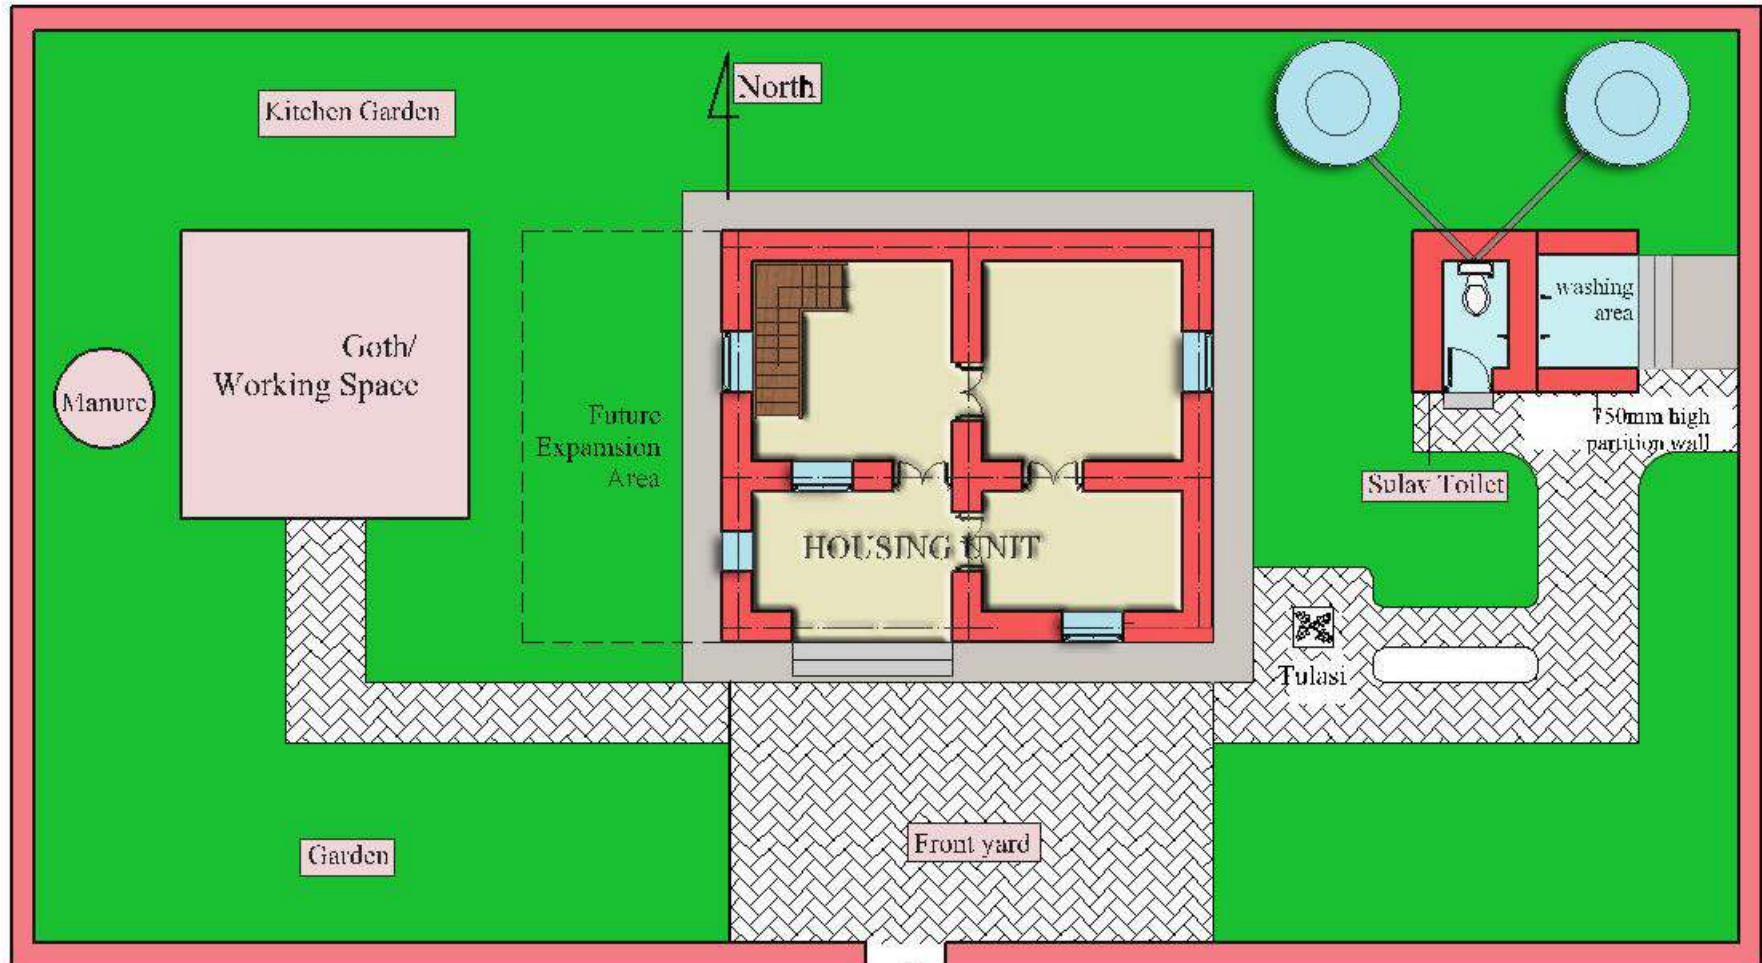 North
Kitchen Garden
washing
area
Goth/
Working Space
Manure
Future
Expamsion
Area
750mm high
partition wall
Sulav Toilet
HOUSING UNIT
Tulasi
Front yard
Garden